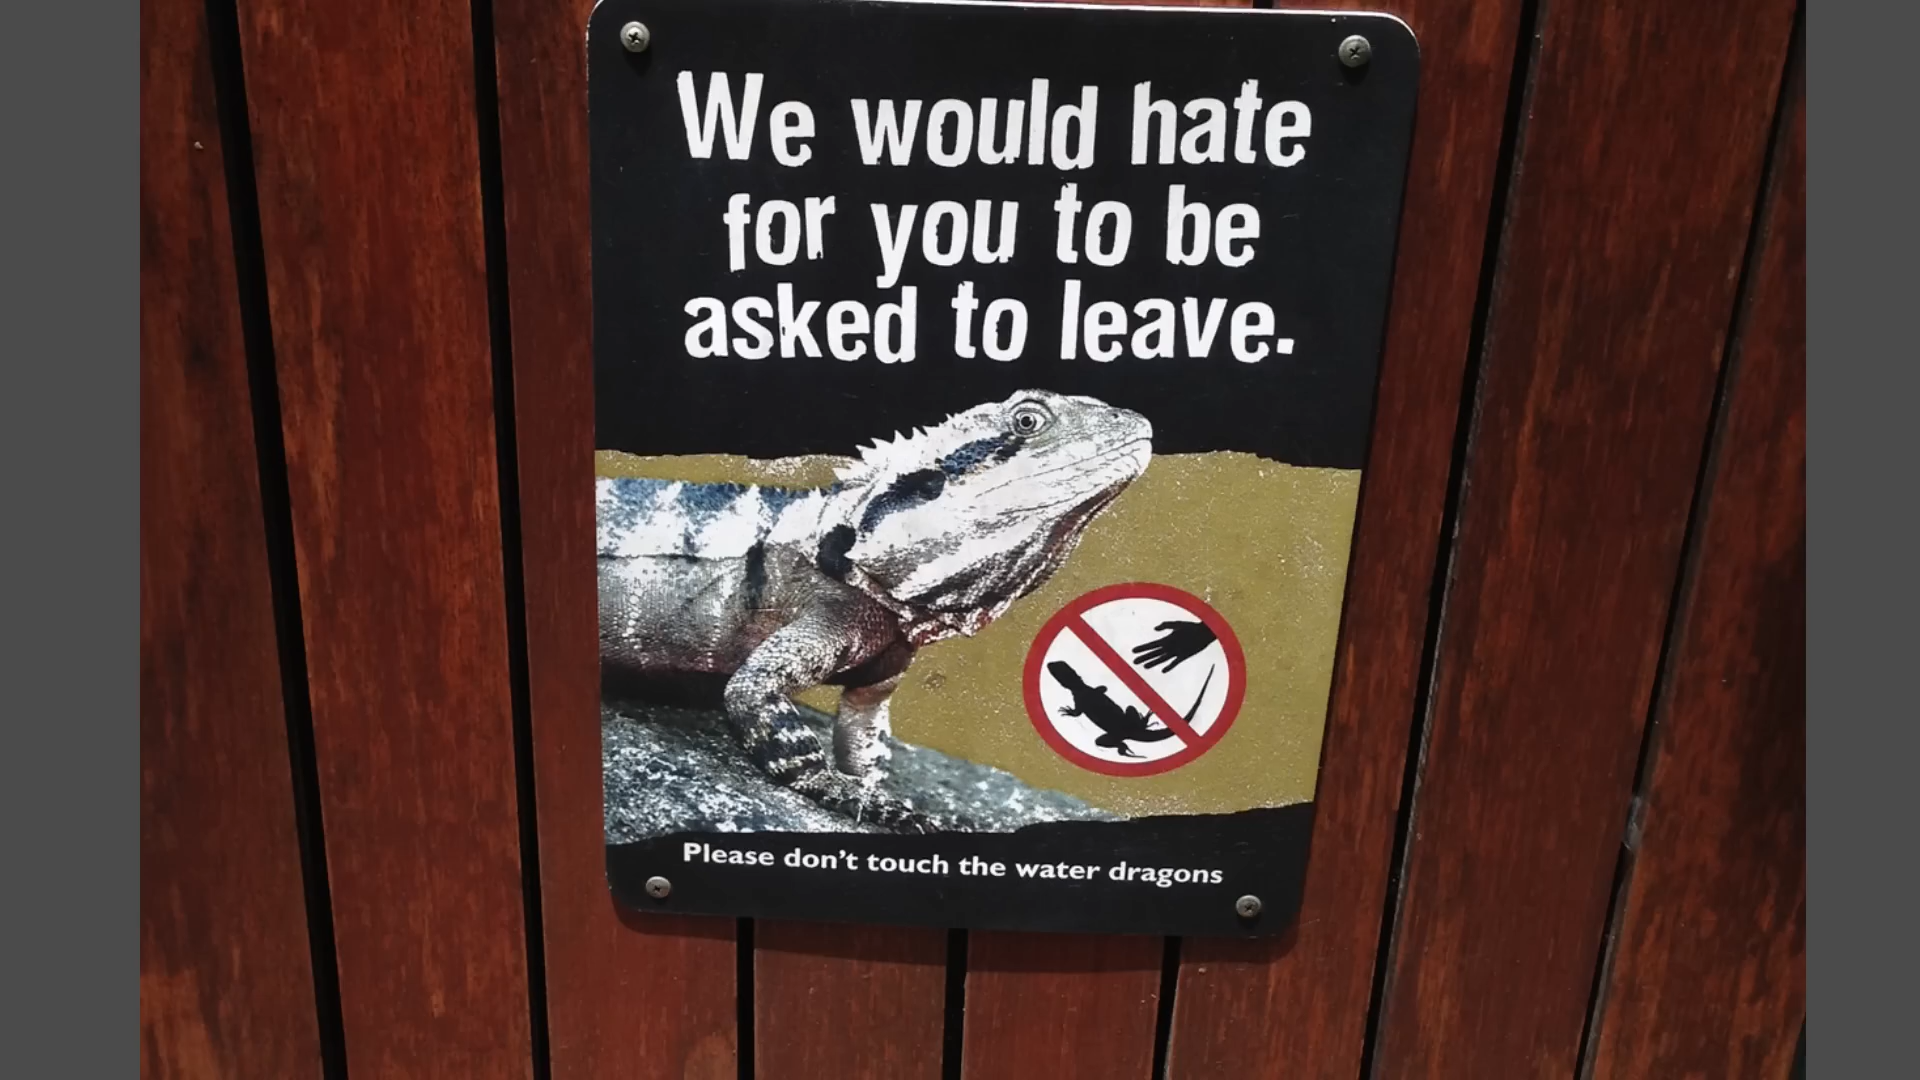 We would hate
for you to be
asked to leave.
Please don't touch the water dragons